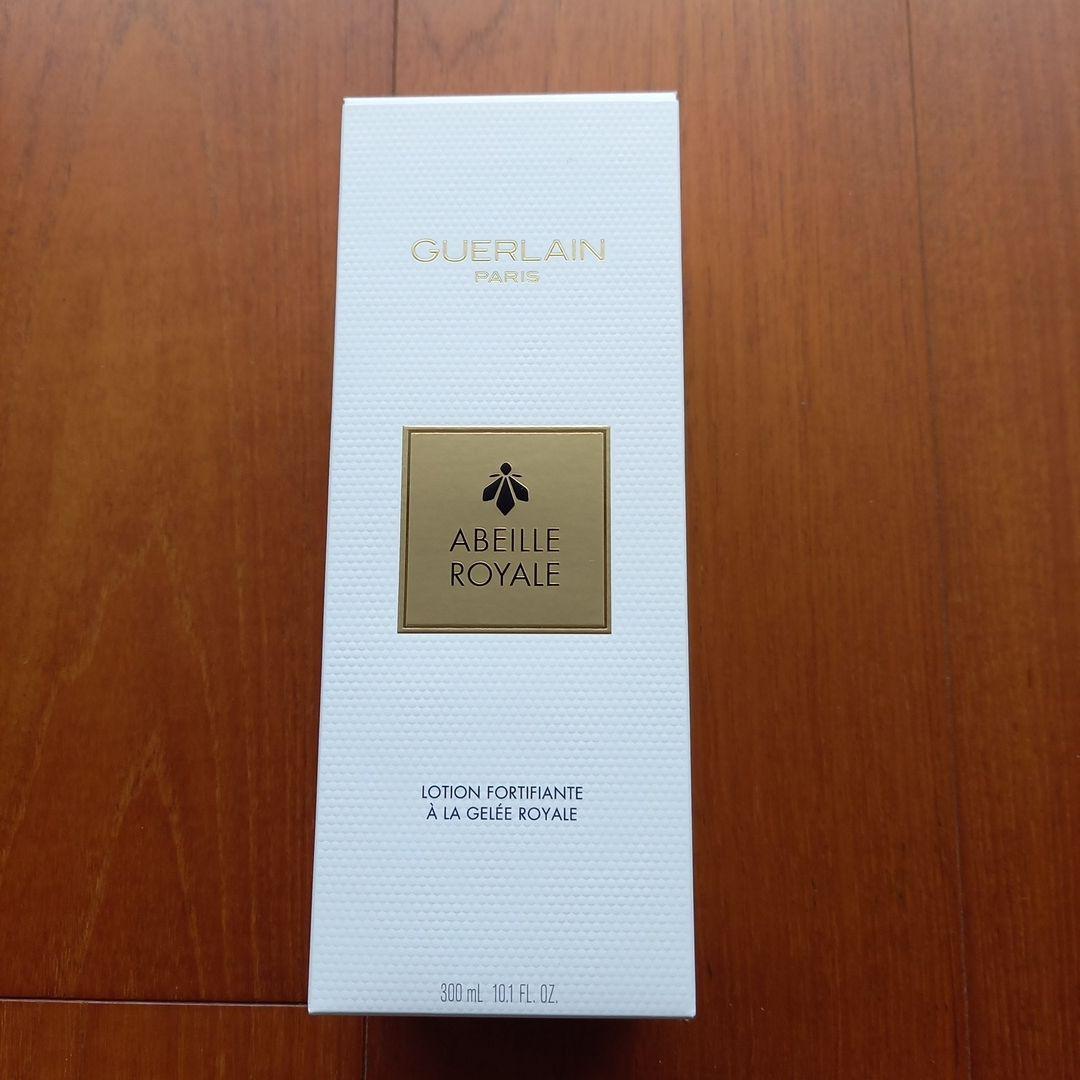 GUERLAIN
PARIS
ABEILLE
ROYALE
LOTION FORTIFIANTE
À LA GELÉE ROYALE
300 mL 10.1 FL. OZ.